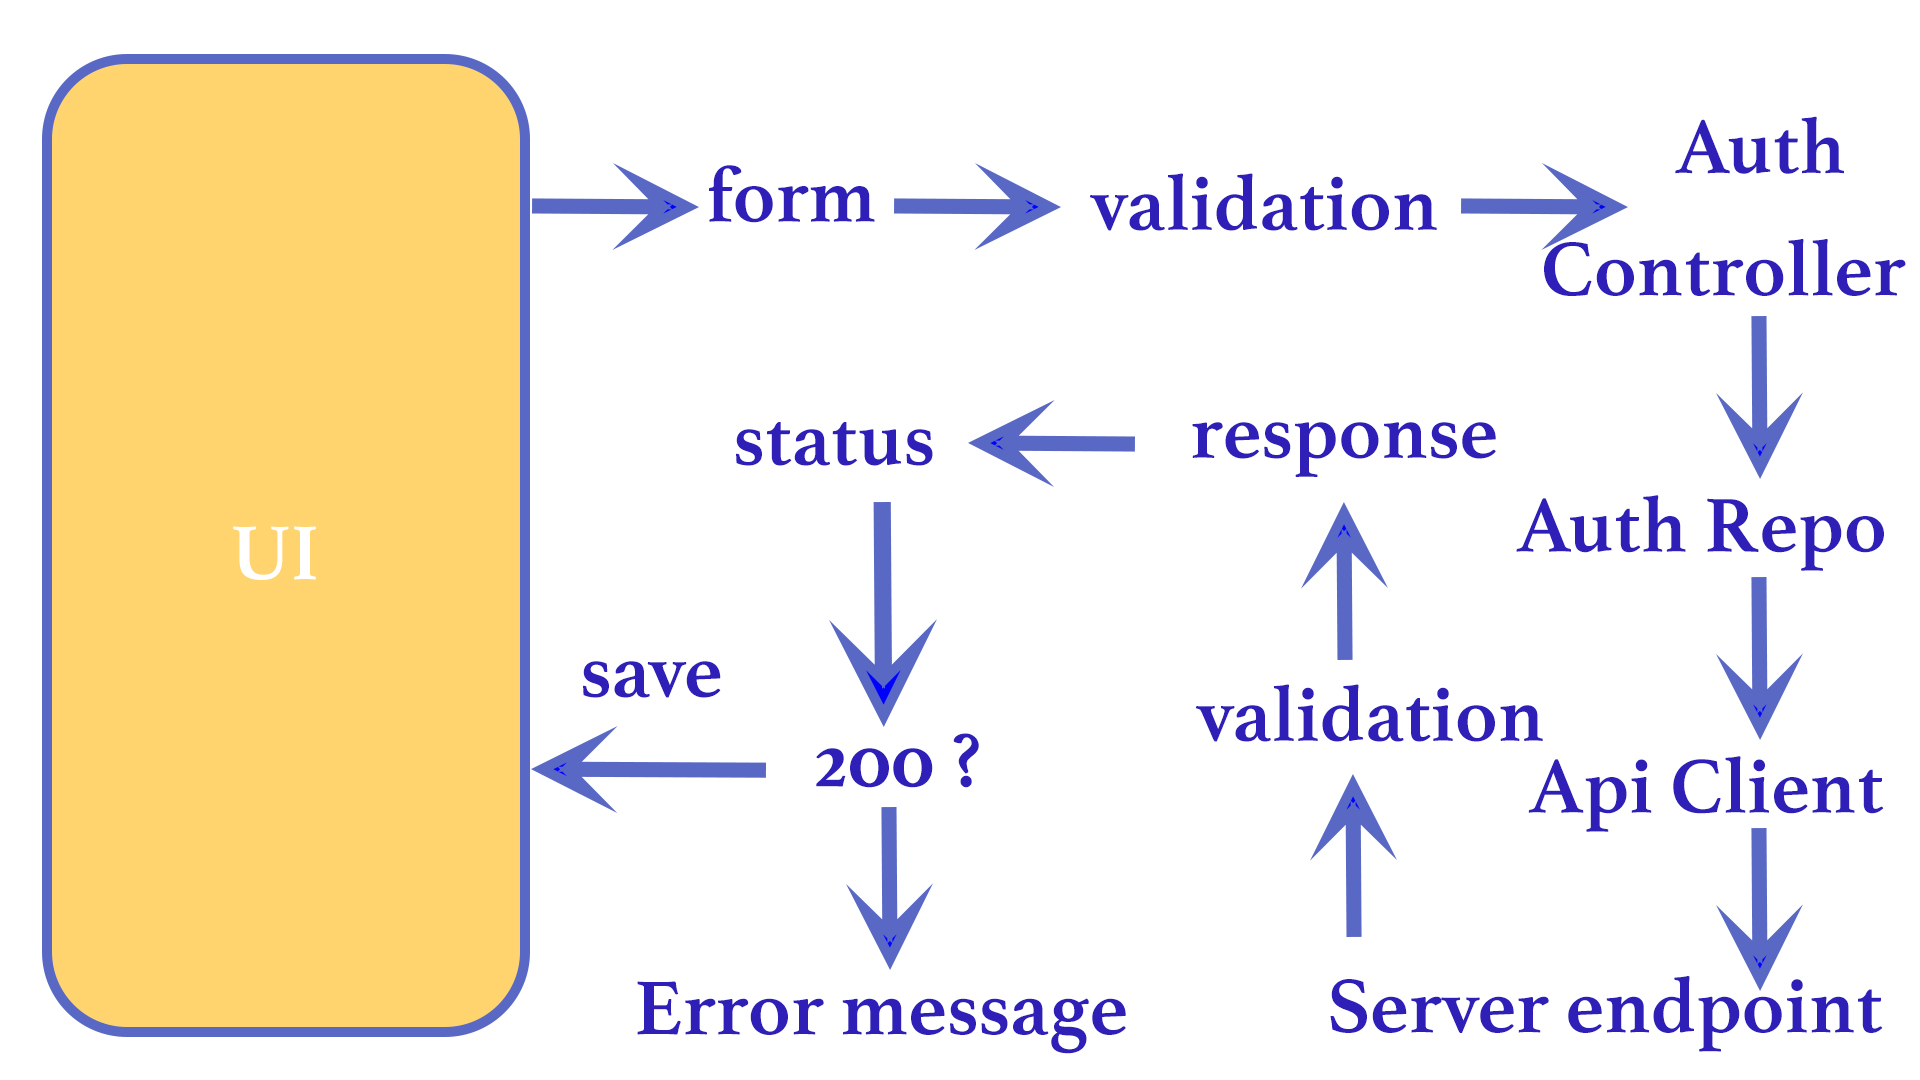 UI
form
validation
Auth
Controller
status
response
Auth Repo
save
validation
200 ?
Api Client
Error message
Server endpoint